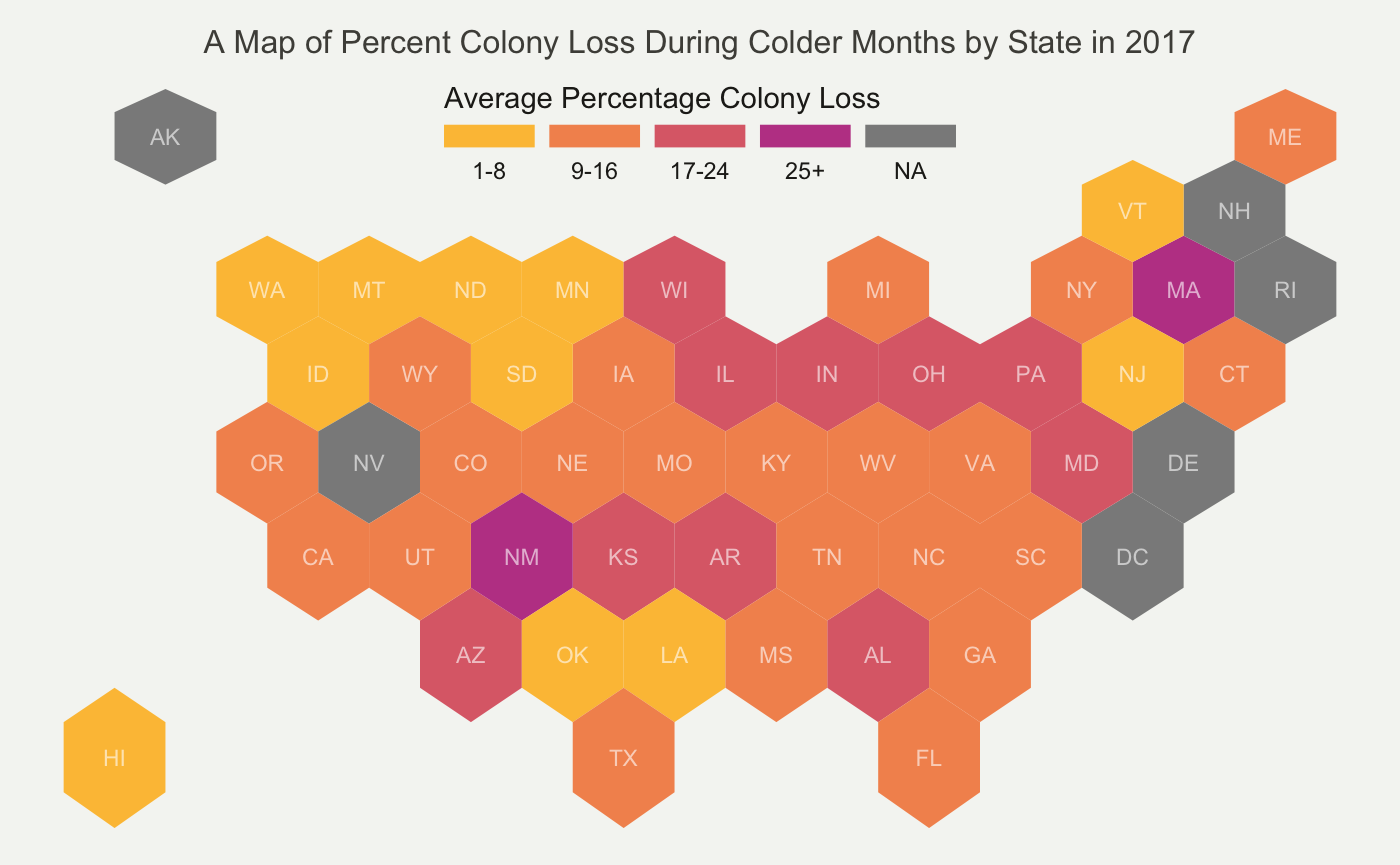 A Map of Percent Colony Loss During Colder Months by State in 2017
Average Percentage Colony Loss
1-8 9-16 17-24 25+ NA
AK ME
VT NH
WA MT ND MN WI MI NY MA RI
ID WY SD IA IL IN OH PA NJ CT
OR NV CO NE MO KY WV VA MD DE
CA UT NM KS AR TN NC SC DC
AZ OK LA MS AL GA
HI TX FL